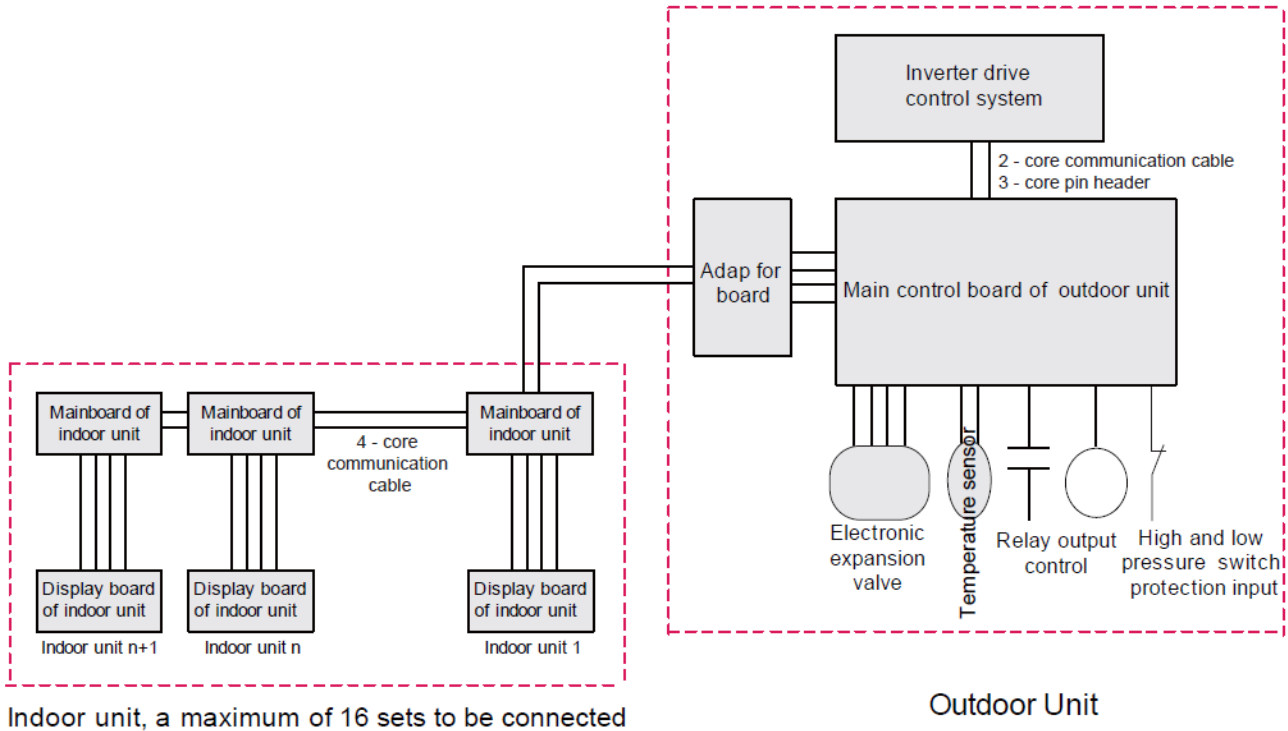 Inverter drive
control system
2 - core communication cable
3 - core pin header
Adap for
board
Main control board of outdoor unit
Mainboard of
indoor unit
Mainboard of
indoor unit
Mainboard of
indoor unit
4 - core
communication
cable
Electronic
expansion
valve
Temperature sensor
Relay output
control
High and low
pressure switch
protection input
Display board
of indoor unit
Display board
of indoor unit
Display board
of indoor unit
Indoor unit n+1
Indoor unit n
Indoor unit 1
Indoor unit, a maximum of 16 sets to be connected
Outdoor Unit